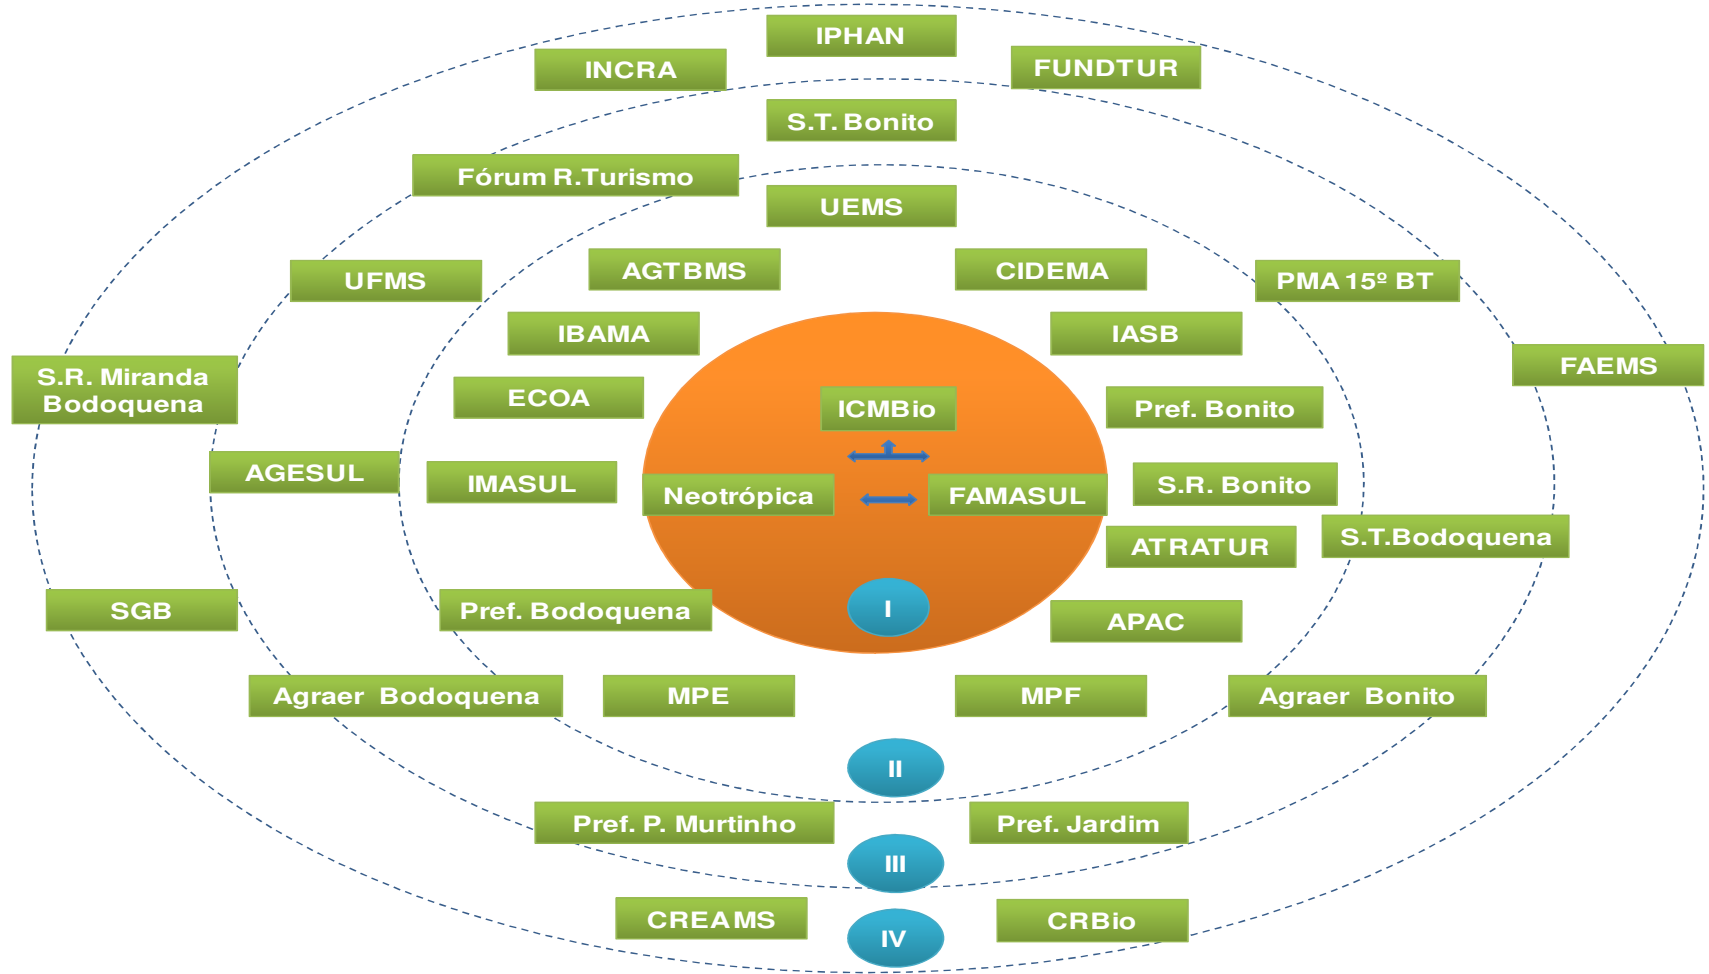 IPHAN
INCRA
FUNDTUR
S.T. Bonito
Fórum R.Turismo
UEMS
UFMS
AGTBMS
CIDEMA
PMA 15º BT
IBAMA
IASB
S.R. Miranda
Bodoquena
FAEMS
ECOA
ICMBio
Pref. Bonito
AGESUL
IMASUL
Neotrópica
FAMASUL
S.R. Bonito
ATRATUR
S.T.Bodoquena
SGB
Pref. Bodoquena
I
APAC
Agraer Bodoquena
MPE
MPF
Agraer Bonito
II
Pref. P. Murtinho
Pref. Jardim
III
CREAMS
CRBio
IV